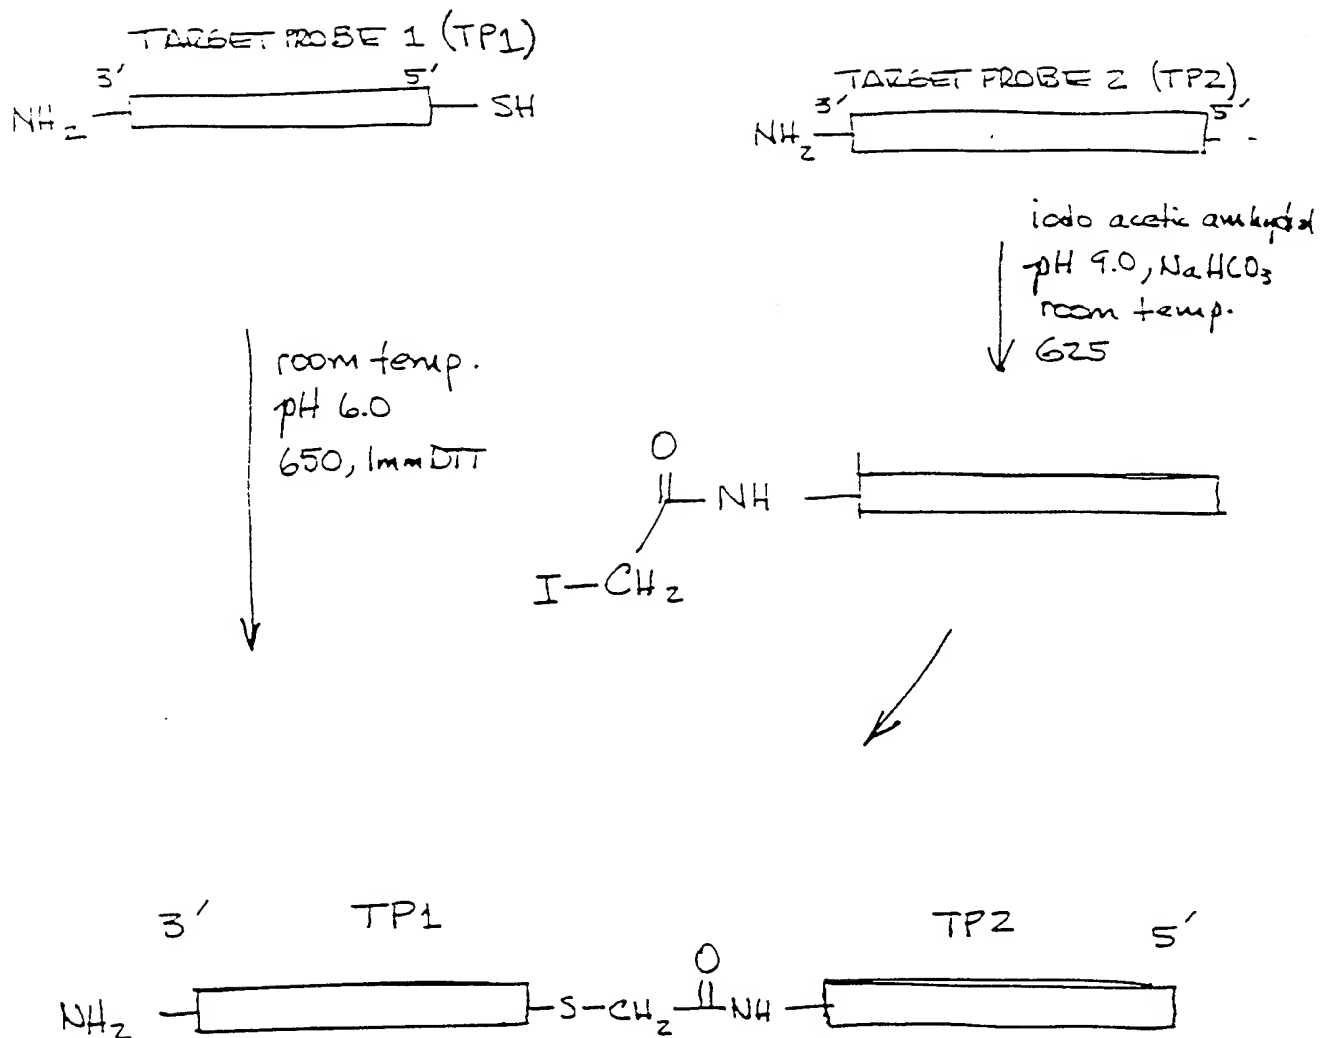 TARGET PROBE 1 (TP1)
3' 5'
NH2 SH
TARGET PROBE 2 (TP2)
3' 5'
NH2
iodo acetic
pH 9.0, NaHCO3
room temp.
625
room temp.
pH 6.0
650, 1mm DTT
O
NH
I-CH2
3' TP1 TP2 5'
O
NH2 -S-CH2 NH